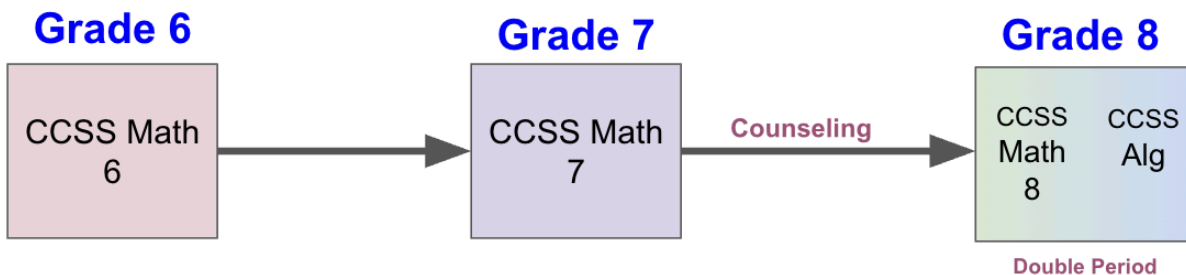 Grade 6
Grade 7
Grade 8
CCSS Math
6
CCSS Math
7
Counseling
CCSS
Math
8
CCSS
Alg
Double Period